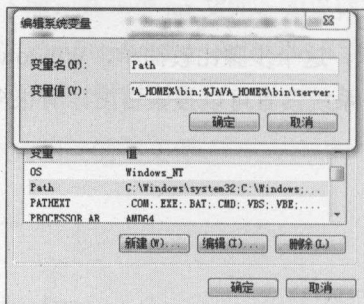 编辑系统变量
变量名(N): Path
变量值(V): 'A_HOME%\bin;%JAVA_HOME%\bin\server;
确定 取消
变量 值
OS Windows_NT
Path C:\Windows\system32;C:\Windows;...
PATHEXT .COM;.EXE;.BAT;.CMD;.VBS;.VBE;....
PROCESSOR_AR AMD64
新建(W)... 编辑(I)... 删除(L)
确定 取消